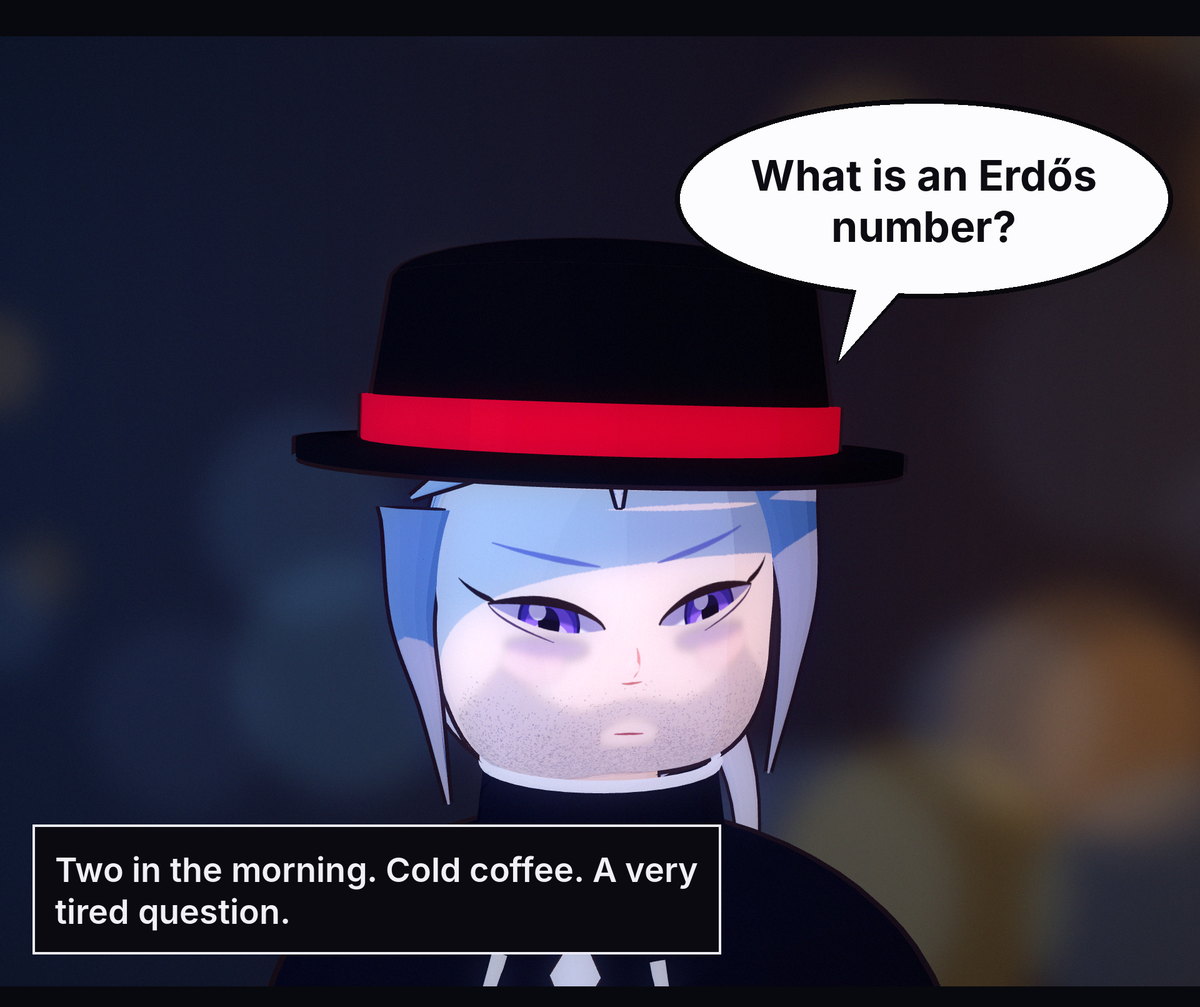 What is an Erdős
number?
Two in the morning. Cold coffee. A very
tired question.